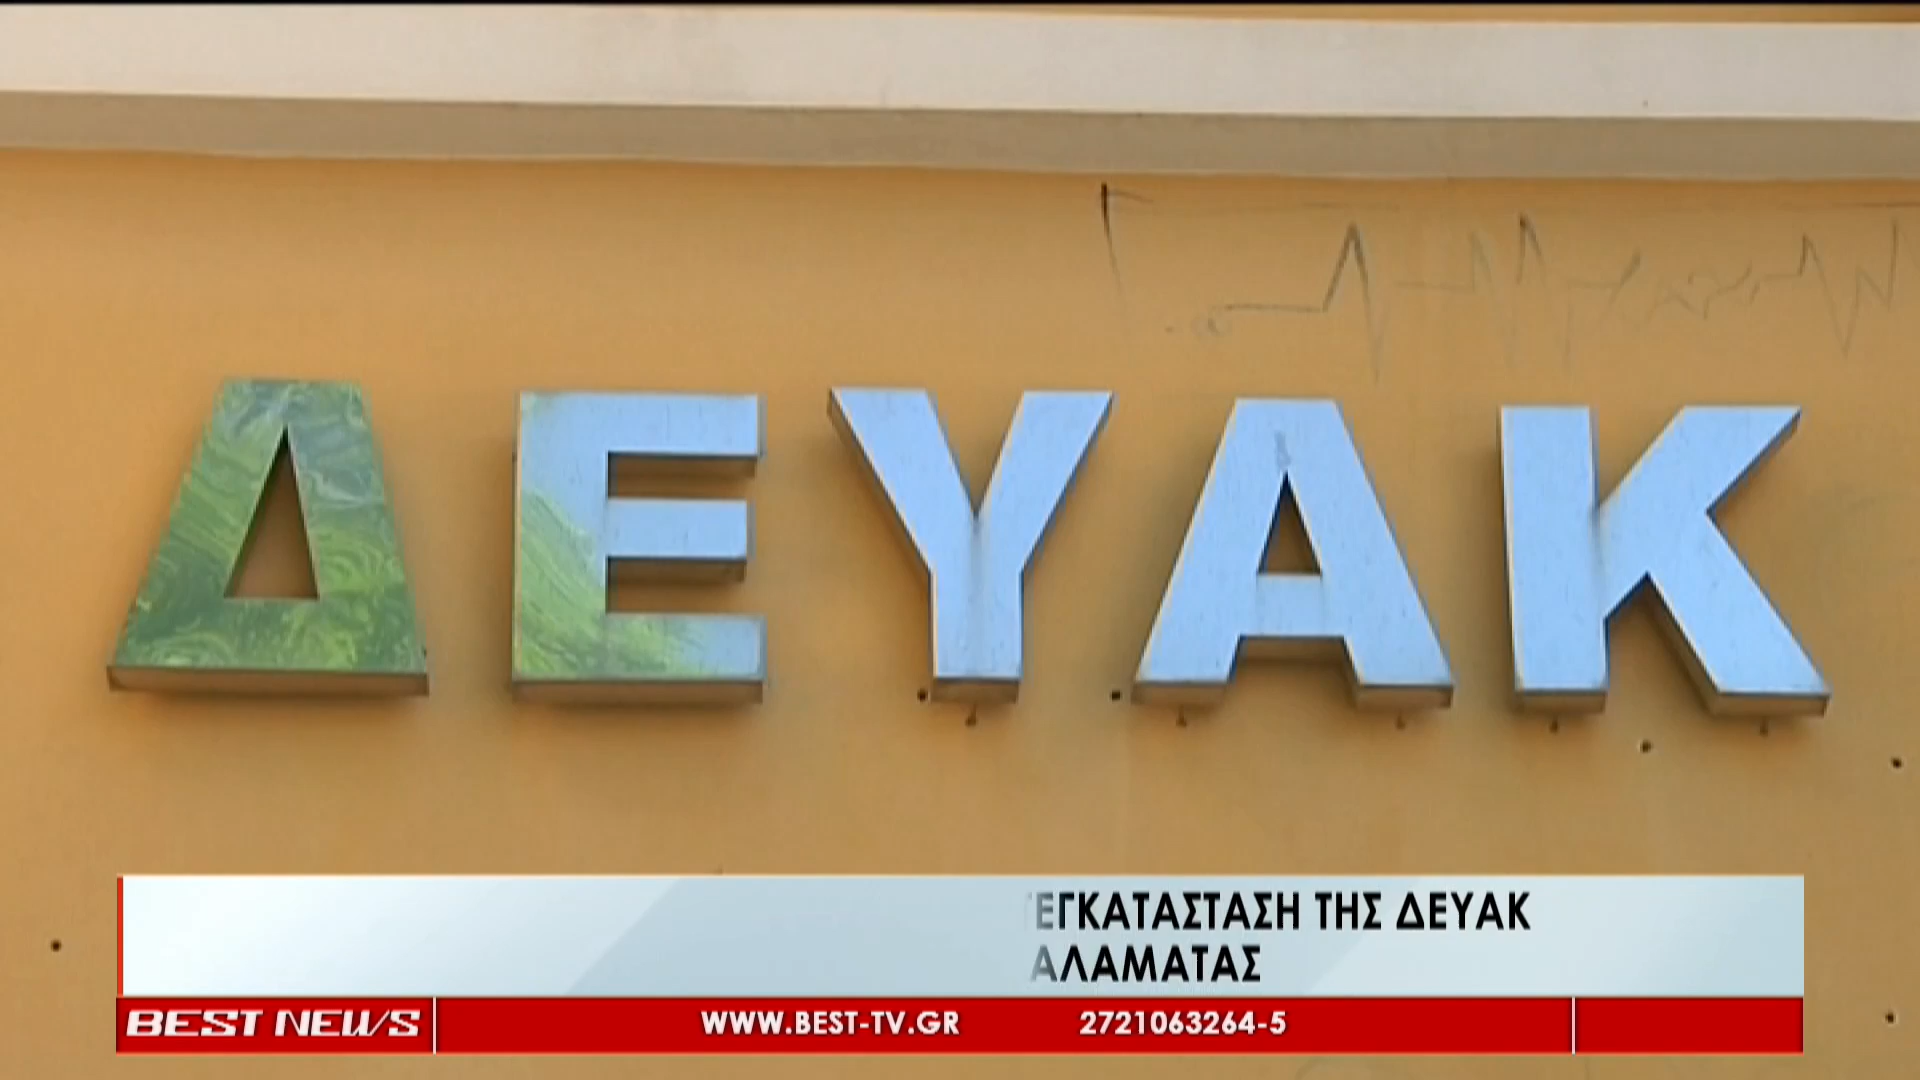 ΔΕΥΑΚ
ΕΓΚΑΤΑΣΤΑΣΗ ΤΗΣ ΔΕΥΑΚ
ΑΛΑΜΑΤΑΣ
BEST NEWS WWW.BEST-TV.GR 2721063264-5